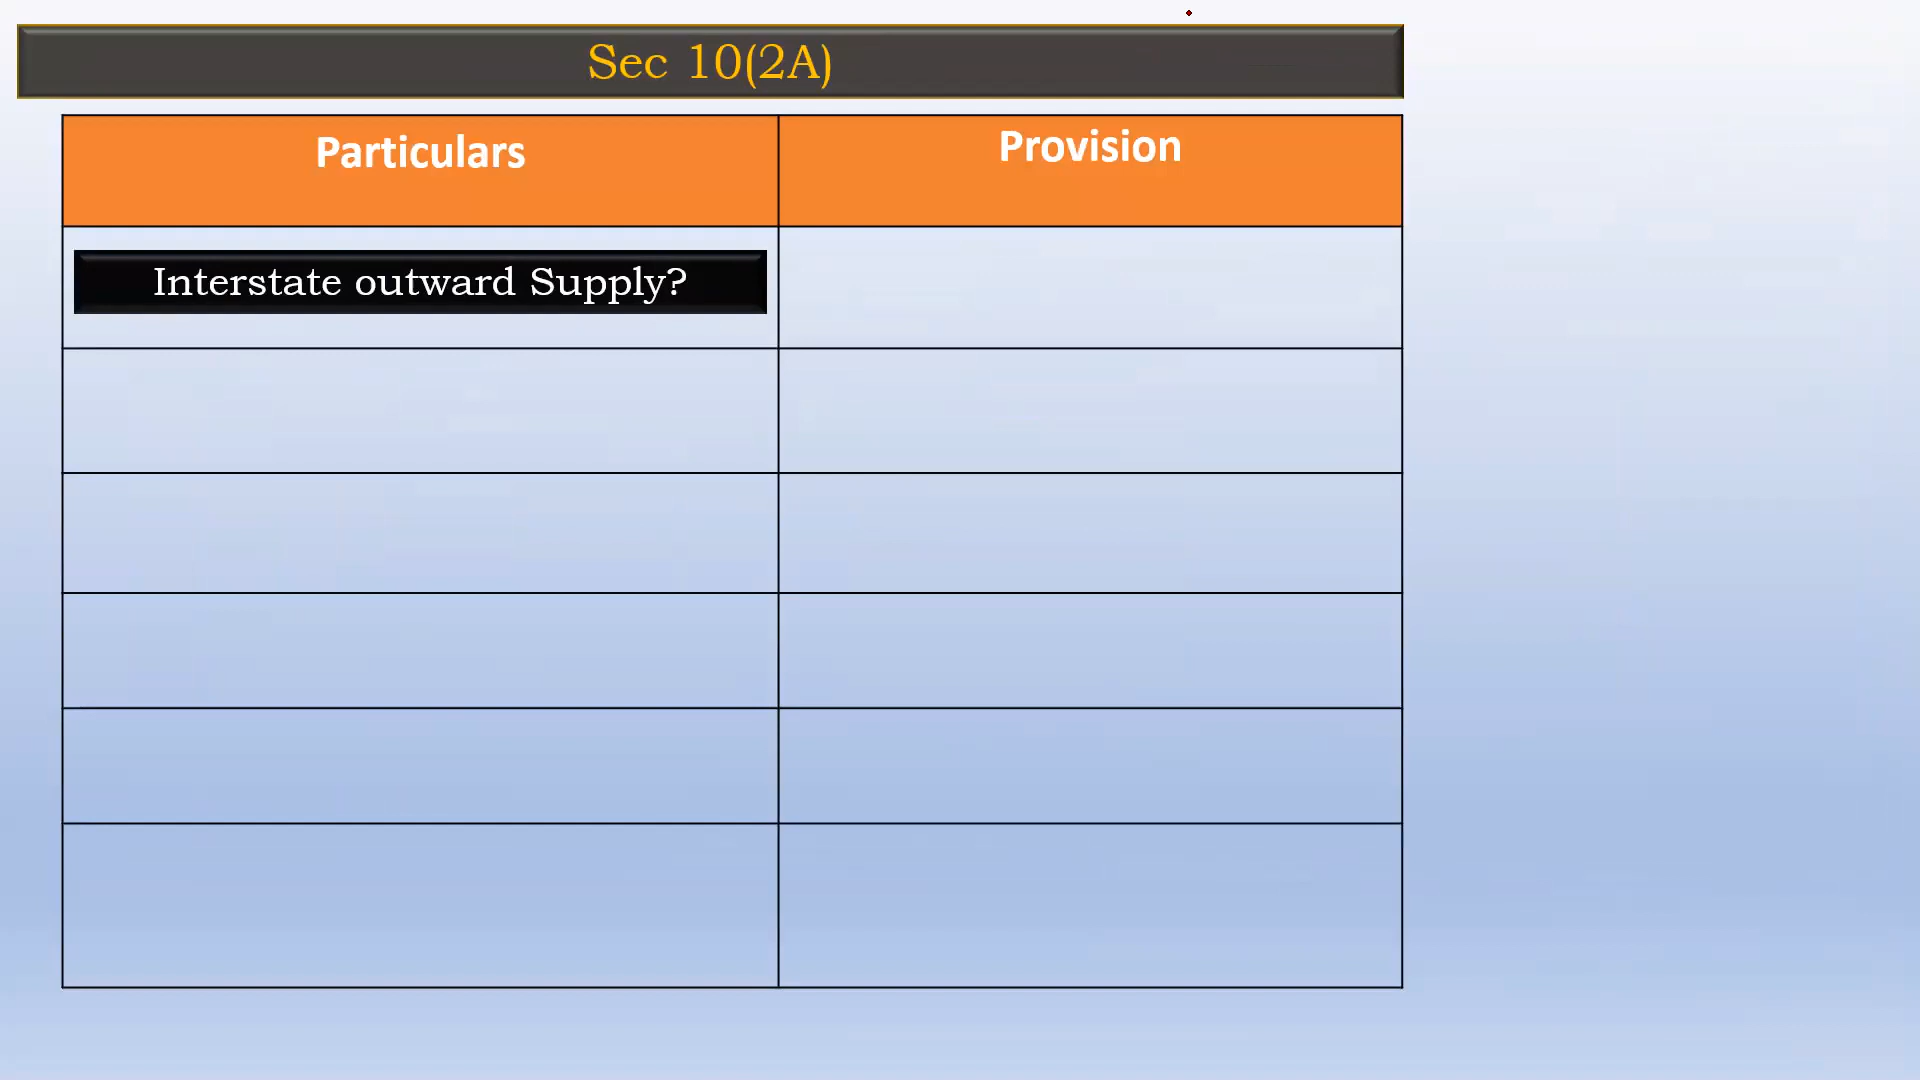 Sec 10(2A)
Particulars
Provision
Interstate outward Supply?